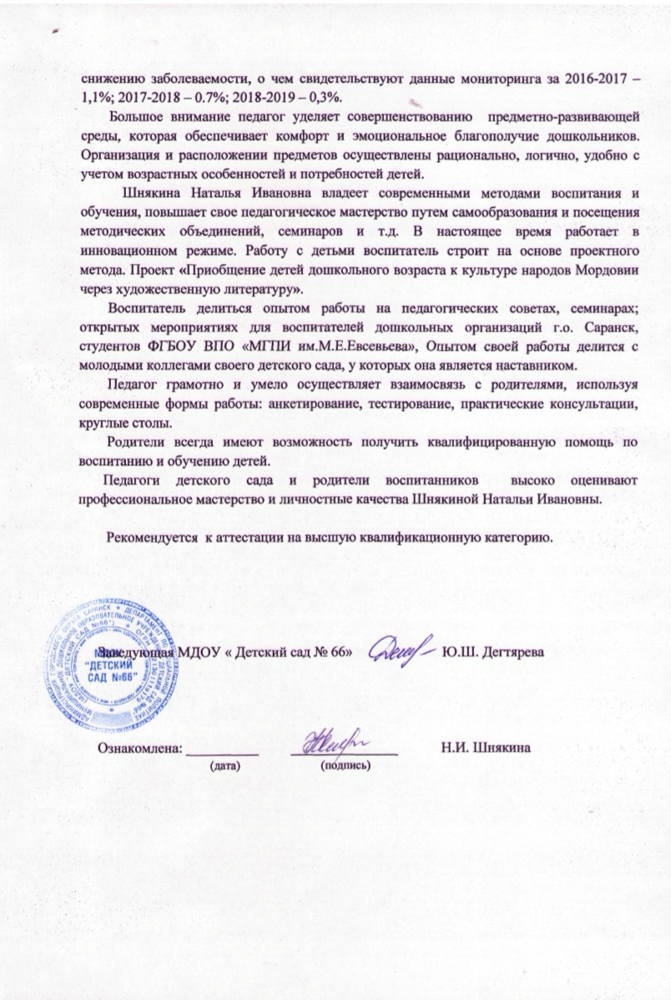 снижению заболеваемости, о чем свидетельствуют данные мониторинга за 2016-2017 –
1,1%; 2017-2018 – 0.7%; 2018-2019 – 0,3%.
Большое внимание педагог уделяет совершенствованию предметно-развивающей
среды, которая обеспечивает комфорт и эмоциональное благополучие дошкольников.
Организация и расположении предметов осуществлены рационально, логично, удобно с
учетом возрастных особенностей и потребностей детей.
Шнякина Наталья Ивановна владеет современными методами воспитания и
обучения, повышает свое педагогическое мастерство путем самообразования и посещения
методических объединений, семинаров и т.д. В настоящее время работает в
инновационном режиме. Работу с детьми воспитатель строит на основе проектного
метода. Проект «Приобщение детей дошкольного возраста к культуре народов Мордовии
через художественную литературу».
Воспитатель делиться опытом работы на педагогических советах, семинарах;
открытых мероприятиях для воспитателей дошкольных организаций г.о. Саранск,
студентов ФГБОУ ВПО «МГПИ им.М.Е.Евсевьева», Опытом своей работы делится с
молодыми коллегами своего детского сада, у которых она является наставником.
Педагог грамотно и умело осуществляет взаимосвязь с родителями, используя
современные формы работы: анкетирование, тестирование, практические консультации,
круглые столы.
Родители всегда имеют возможность получить квалифицированную помощь по
воспитанию и обучению детей.
Педагоги детского сада и родители воспитанников высоко оценивают
профессиональное мастерство и личностные качества Шнякиной Натальи Ивановны.
Рекомендуется к аттестации на высшую квалификационную категорию.
Заведующая МДОУ « Детский сад № 66» Ю.Ш. Дегтярева
"ДЕТСКИЙ
САД №66"
Ознакомлена: __________ ______________ Н.И. Шнякина
(дата) (подпись)